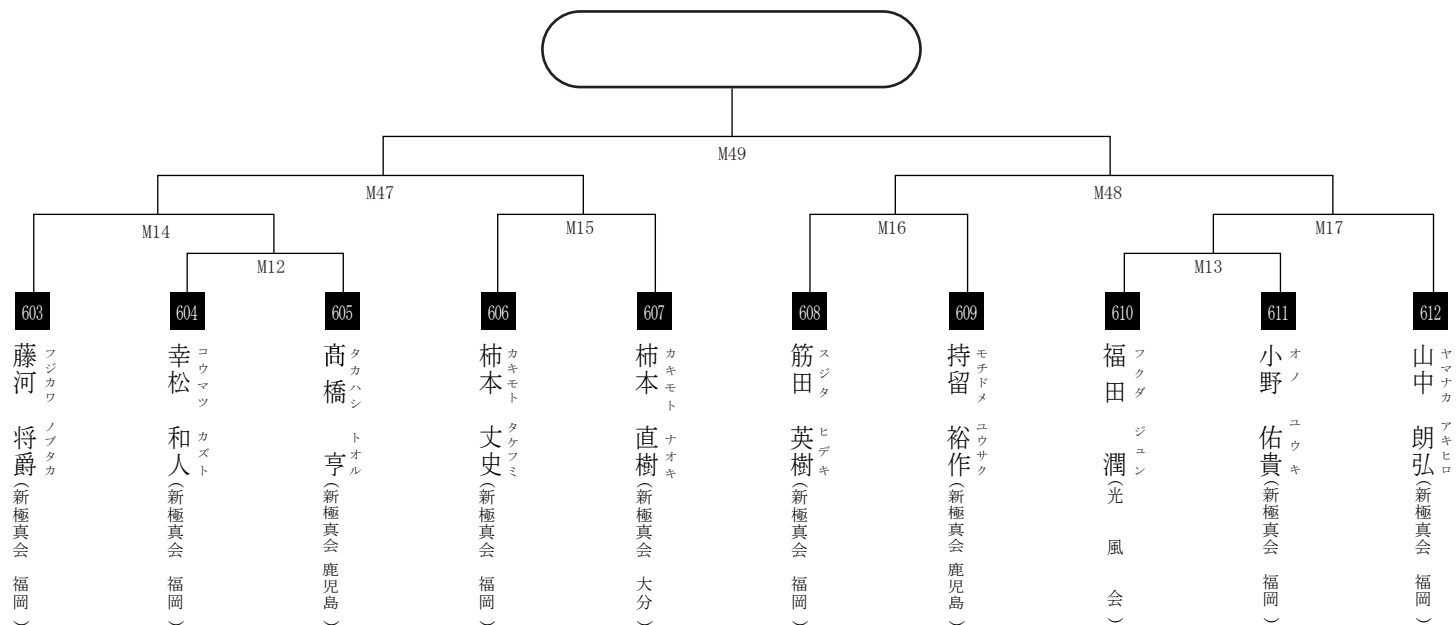 M49
M47
M48
M14
M15
M16
M17
M12
M13
603
藤河 将爵(新極真会 福岡)
フジカワ ノブタカ
604
幸松 和人(新極真会 福岡)
コウマツ カズト
605
髙橋 亨(新極真会 鹿児島)
タカハシ トオル
606
柿本 丈史(新極真会 福岡)
カキモト タケフミ
607
柿本 直樹(新極真会 大分)
カキモト ナオキ
608
筋田 英樹(新極真会 福岡)
スジタ ヒデキ
609
持留 裕作(新極真会 鹿児島)
モチドメ ユウサク
610
福田 潤(光風会)
フクダ ジュン
611
小野 佑貴(新極真会 福岡)
オノ ユウキ
612
山中 朗弘(新極真会 福岡)
ヤマナカ アキヒロ